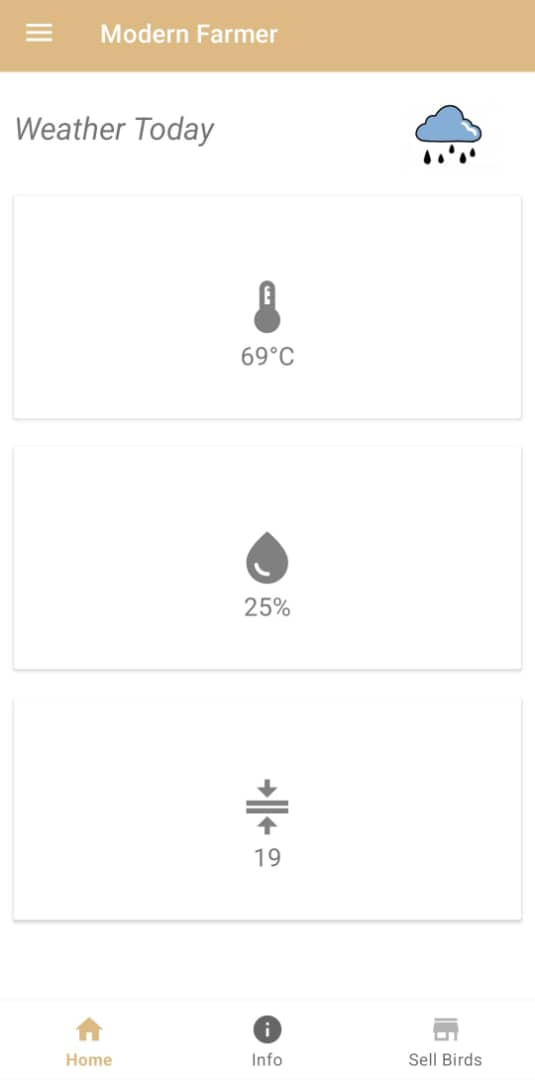 Modern Farmer
Weather Today
69°C
25%
19
Home
Info
Sell Birds